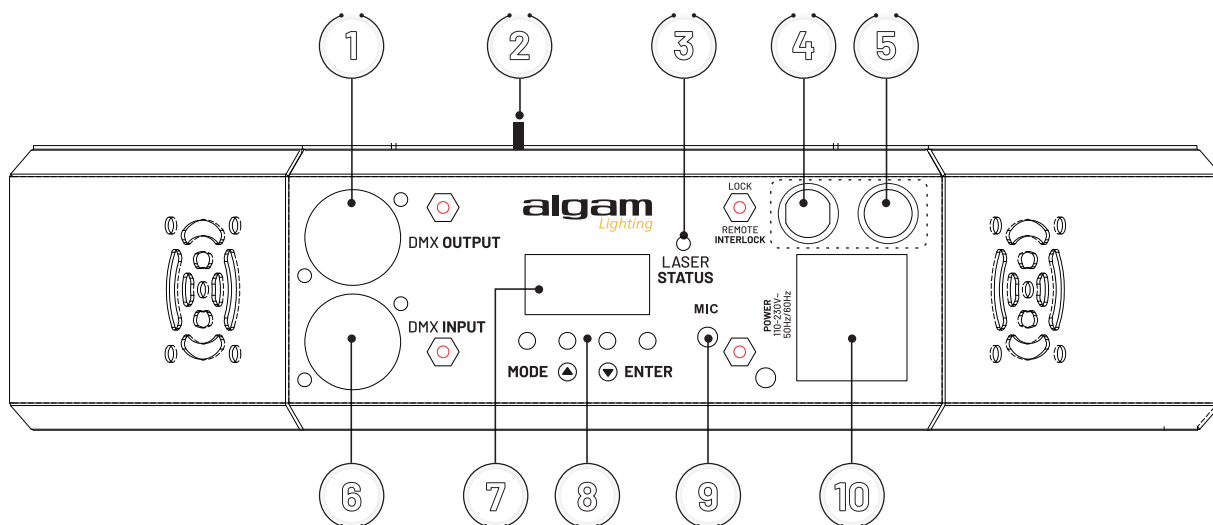 1
2
3
4
5
algam
Lighting
LOCK
REMOTE
INTERLOCK
DMX OUTPUT
LASER
STATUS
MIC
POWER
110-230V~
50Hz/60Hz
DMX INPUT
MODE ENTER
6
7
8
9
10